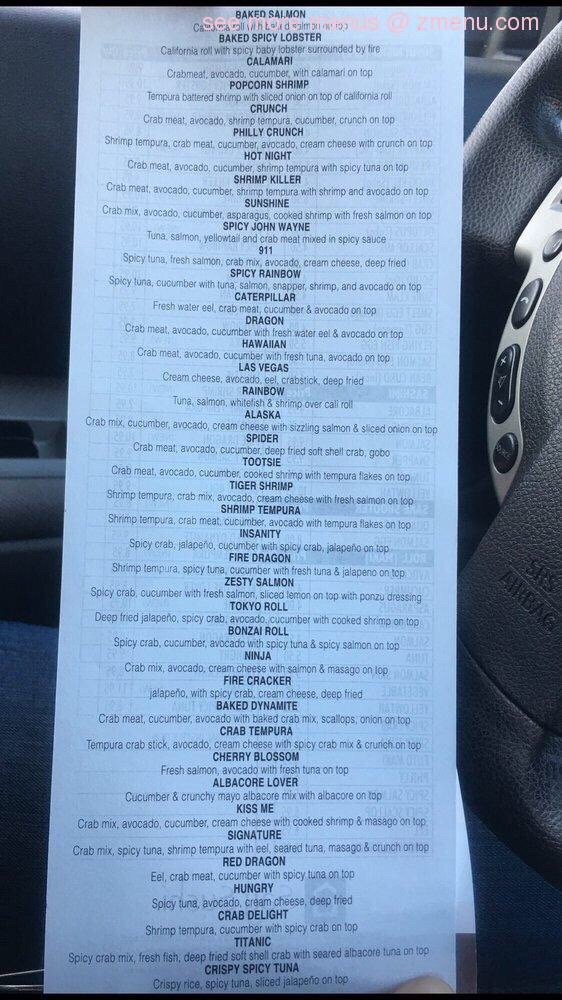 see more menus @ zmenu.com
BAKED SALMON
California roll with baked salmon on top
BAKED SPICY LOBSTER
California roll with spicy baby lobster surrounded by fire
CALAMARI
Crabmeat, avocado, cucumber, with calamari on top
POPCORN SHRIMP
Tempura battered shrimp with sliced onion on top of california roll
CRUNCH
Crab meat, avocado, shrimp tempura, cucumber, crunch on top
PHILLY CRUNCH
Shrimp tempura, crab meat, cucumber, avocado, cream cheese with crunch on top
HOT NIGHT
Crab meat, avocado, cucumber, shrimp tempura with spicy tuna on top
SHRIMP KILLER
Crab meat, avocado, cucumber, shrimp tempura with shrimp and avocado on top
SUNSHINE
Crab mix, avocado, cucumber, asparagus, cooked shrimp with fresh salmon on top
SPICY JOHN WAYNE
Tuna, salmon, yellowtail and crab meat mixed in spicy sauce
911
Spicy tuna, fresh salmon, crab mix, avocado, cream cheese, deep fried
SPICY RAINBOW
Spicy tuna, cucumber with tuna, salmon, snapper, shrimp, and avocado on top
CATERPILLAR
Fresh water eel, crab meat, cucumber & avocado on top
DRAGON
Crab meat, avocado, cucumber with fresh water eel & avocado on top
HAWAIIAN
Crab meat, avocado, cucumber with fresh tuna, avocado on top
LAS VEGAS
Cream cheese, avocado, eel, crabstick, deep fried
RAINBOW
Tuna, salmon, whitefish & shrimp over cali roll
ALASKA
Crab mix, cucumber, avocado, cream cheese with sizzling salmon & sliced onion on top
SPIDER
Crab meat, avocado, cucumber, deep fried soft shell crab, gobo
TOOTSIE
Crab meat, avocado, cucumber, cooked shrimp with tempura flakes on top
TIGER SHRIMP
Shrimp tempura, crab mix, avocado, cream cheese with fresh salmon on top
SHRIMP TEMPURA
Shrimp tempura, crab meat, cucumber, avocado with tempura flakes on top
INSANITY
Spicy crab, jalapeño, cucumber with spicy crab, jalapeño on top
FIRE DRAGON
Shrimp tempura, spicy tuna, cucumber with fresh tuna & jalapeno on top
ZESTY SALMON
Spicy crab, cucumber with fresh salmon, sliced lemon on top with ponzu dressing
TOKYO ROLL
Deep fried jalapeño, spicy crab, avocado, cucumber with cooked shrimp on top
BONZAI ROLL
Spicy crab, cucumber, avocado with spicy tuna & spicy salmon on top
NINJA
Crab mix, avocado, cream cheese with salmon & masago on top
FIRE CRACKER
jalapeño, with spicy crab, cream cheese, deep fried
BAKED DYNAMITE
Crab meat, cucumber, avocado with baked crab mix, scallops, onion on top
CRAB TEMPURA
Tempura crab stick, avocado, cream cheese with spicy crab mix & crunch on top
CHERRY BLOSSOM
Fresh salmon, avocado with fresh tuna on top
ALBACORE LOVER
Cucumber & crunchy mayo albacore mix with albacore on top
KISS ME
Crab mix, avocado, cucumber, cream cheese with cooked shrimp & masago on top
SIGNATURE
Crab mix, spicy tuna, shrimp tempura with eel, seared tuna, masago & crunch on top
RED DRAGON
Eel, crab meat, cucumber with spicy tuna on top
HUNGRY
Spicy tuna, avocado, cream cheese, deep fried
CRAB DELIGHT
Shrimp tempura, cucumber with spicy crab on top
TITANIC
Spicy crab mix, fresh fish, deep fried soft shell crab with seared albacore tuna on top
CRISPY SPICY TUNA
Crispy rice, spicy tuna, sliced jalapeño on top
SRS
AIRBAG